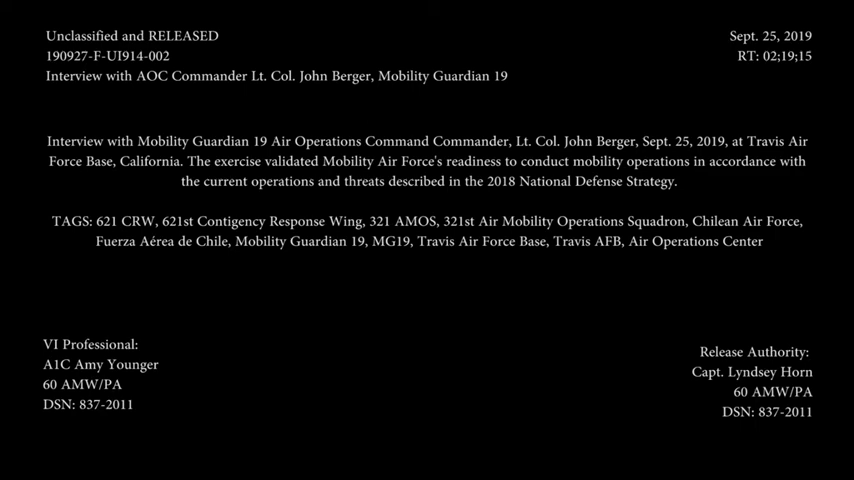 Unclassified and RELEASED
190927-F-UI914-002
Interview with AOC Commander Lt. Col. John Berger, Mobility Guardian 19
Sept. 25, 2019
RT: 02;19;15
Interview with Mobility Guardian 19 Air Operations Command Commander, Lt. Col. John Berger, Sept. 25, 2019, at Travis Air
Force Base, California. The exercise validated Mobility Air Force's readiness to conduct mobility operations in accordance with
the current operations and threats described in the 2018 National Defense Strategy.
TAGS: 621 CRW, 621st Contigency Response Wing, 321 AMOS, 321st Air Mobility Operations Squadron, Chilean Air Force,
Fuerza Aérea de Chile, Mobility Guardian 19, MG19, Travis Air Force Base, Travis AFB, Air Operations Center
VI Professional:
A1C Amy Younger
60 AMW/PA
DSN: 837-2011
Release Authority:
Capt. Lyndsey Horn
60 AMW/PA
DSN: 837-2011